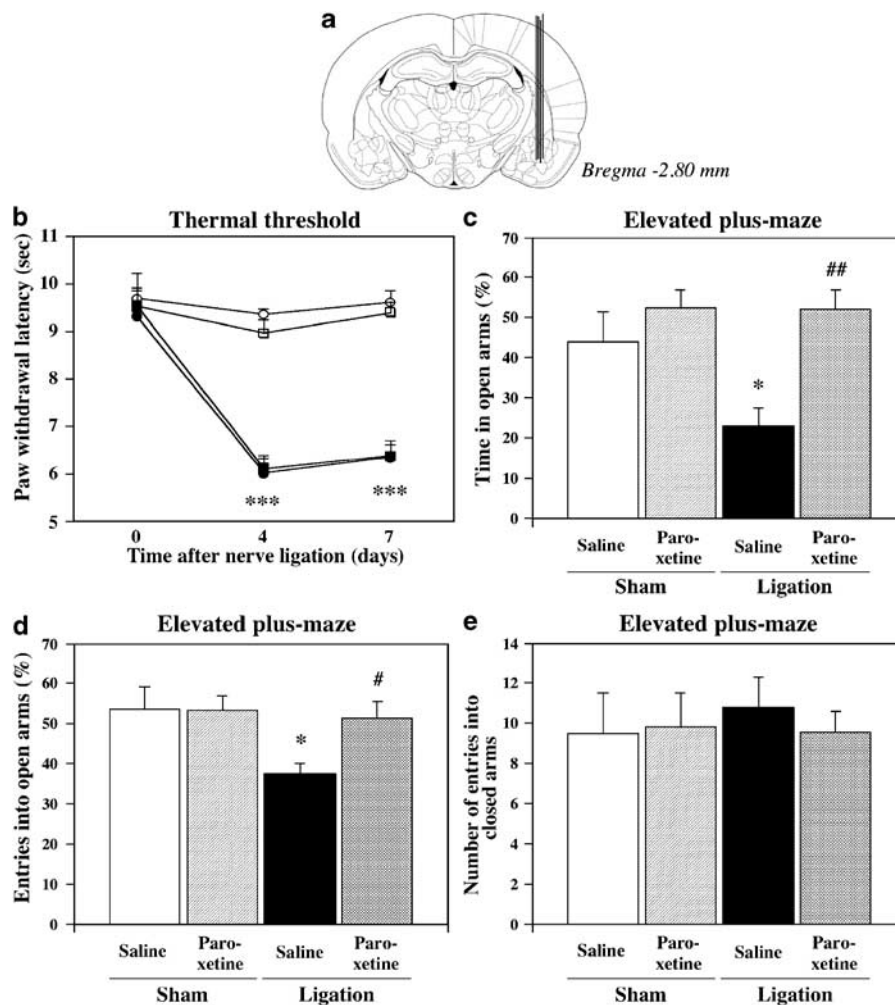 a
Bregma -2.80 mm
b
Thermal threshold
Paw withdrawal latency (sec)
11
10
9
8
7
6
5
***
***
0
4
7
Time after nerve ligation (days)
c
Elevated plus-maze
Time in open arms (%)
70
60
50
40
30
20
10
0
*
##
Saline
Paro-
xetine
Saline
Paro-
xetine
Sham
Ligation
d
Elevated plus-maze
Entries into open arms (%)
70
60
50
40
30
20
10
0
*
#
Saline
Paro-
xetine
Saline
Paro-
xetine
Sham
Ligation
e
Elevated plus-maze
Number of entries into
closed arms
14
12
10
8
6
4
2
0
Saline
Paro-
xetine
Saline
Paro-
xetine
Sham
Ligation